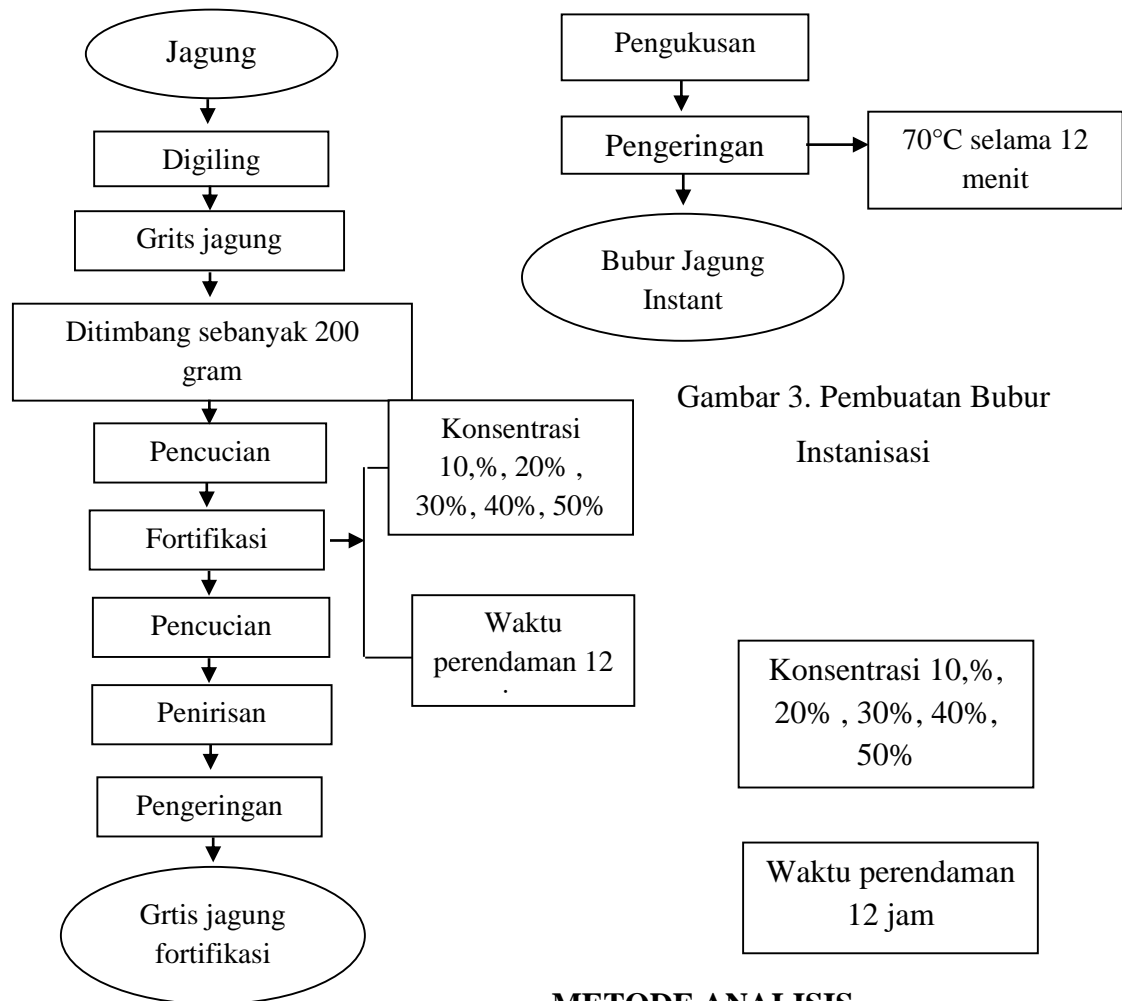 Jagung
Digiling
Grits jagung
Ditimbang sebanyak 200
gram
Pencucian
Fortifikasi
Konsentrasi
10,%, 20% ,
30%, 40%, 50%
Waktu
perendaman 12
Pencucian
Penirisan
Pengeringan
Grtis jagung
fortifikasi
Pengukusan
Pengeringan
70°C selama 12
menit
Bubur Jagung
Instant
Gambar 3. Pembuatan Bubur
Instanisasi
Konsentrasi 10,%,
20% , 30%, 40%,
50%
Waktu perendaman
12 jam
METODE ANALISIS